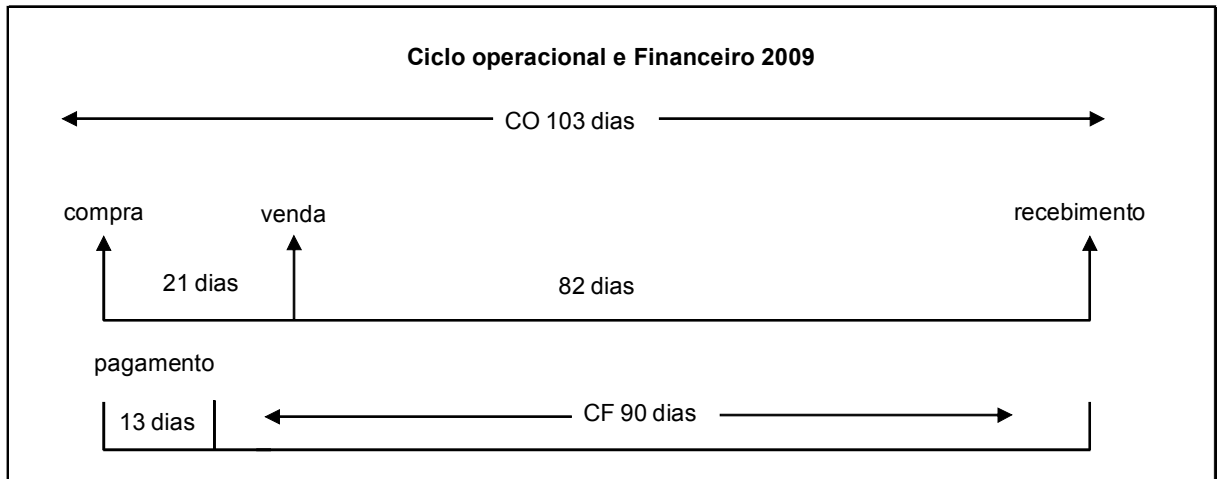 Ciclo operacional e Financeiro 2009
CO 103 dias
compra venda recebimento
21 dias 82 dias
pagamento
13 dias CF 90 dias